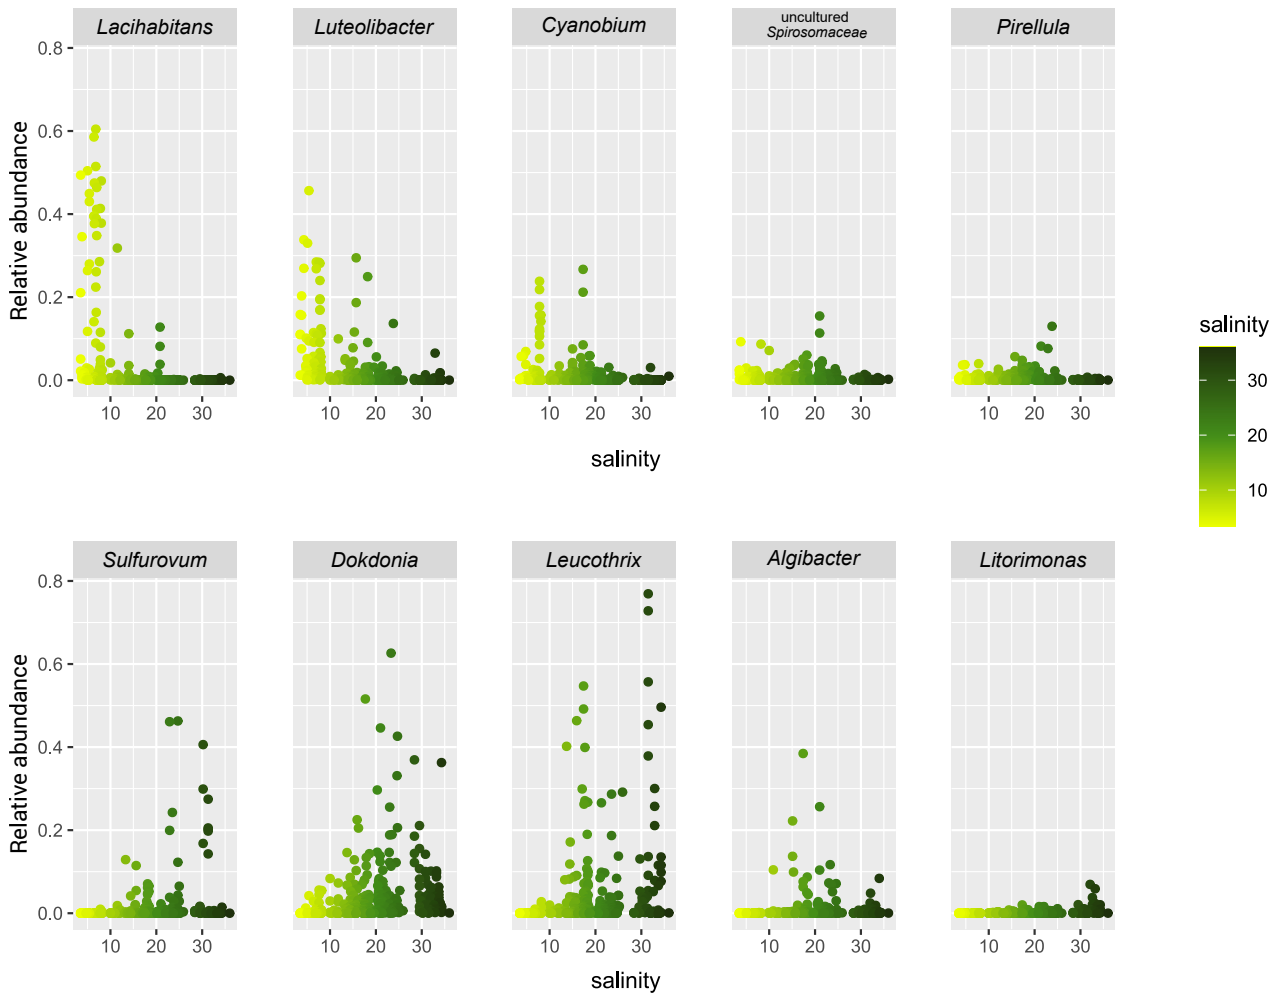 Lacihabitans
Luteolibacter
Cyanobium
uncultured
Spirosomaceae
Pirellula
Relative abundance
0.8
0.6
0.4
0.2
0.0
10 20 30
10 20 30
10 20 30
10 20 30
10 20 30
salinity
salinity
30
20
10
Sulfurovum
Dokdonia
Leucothrix
Algibacter
Litorimonas
Relative abundance
0.8
0.6
0.4
0.2
0.0
10 20 30
10 20 30
10 20 30
10 20 30
10 20 30
salinity